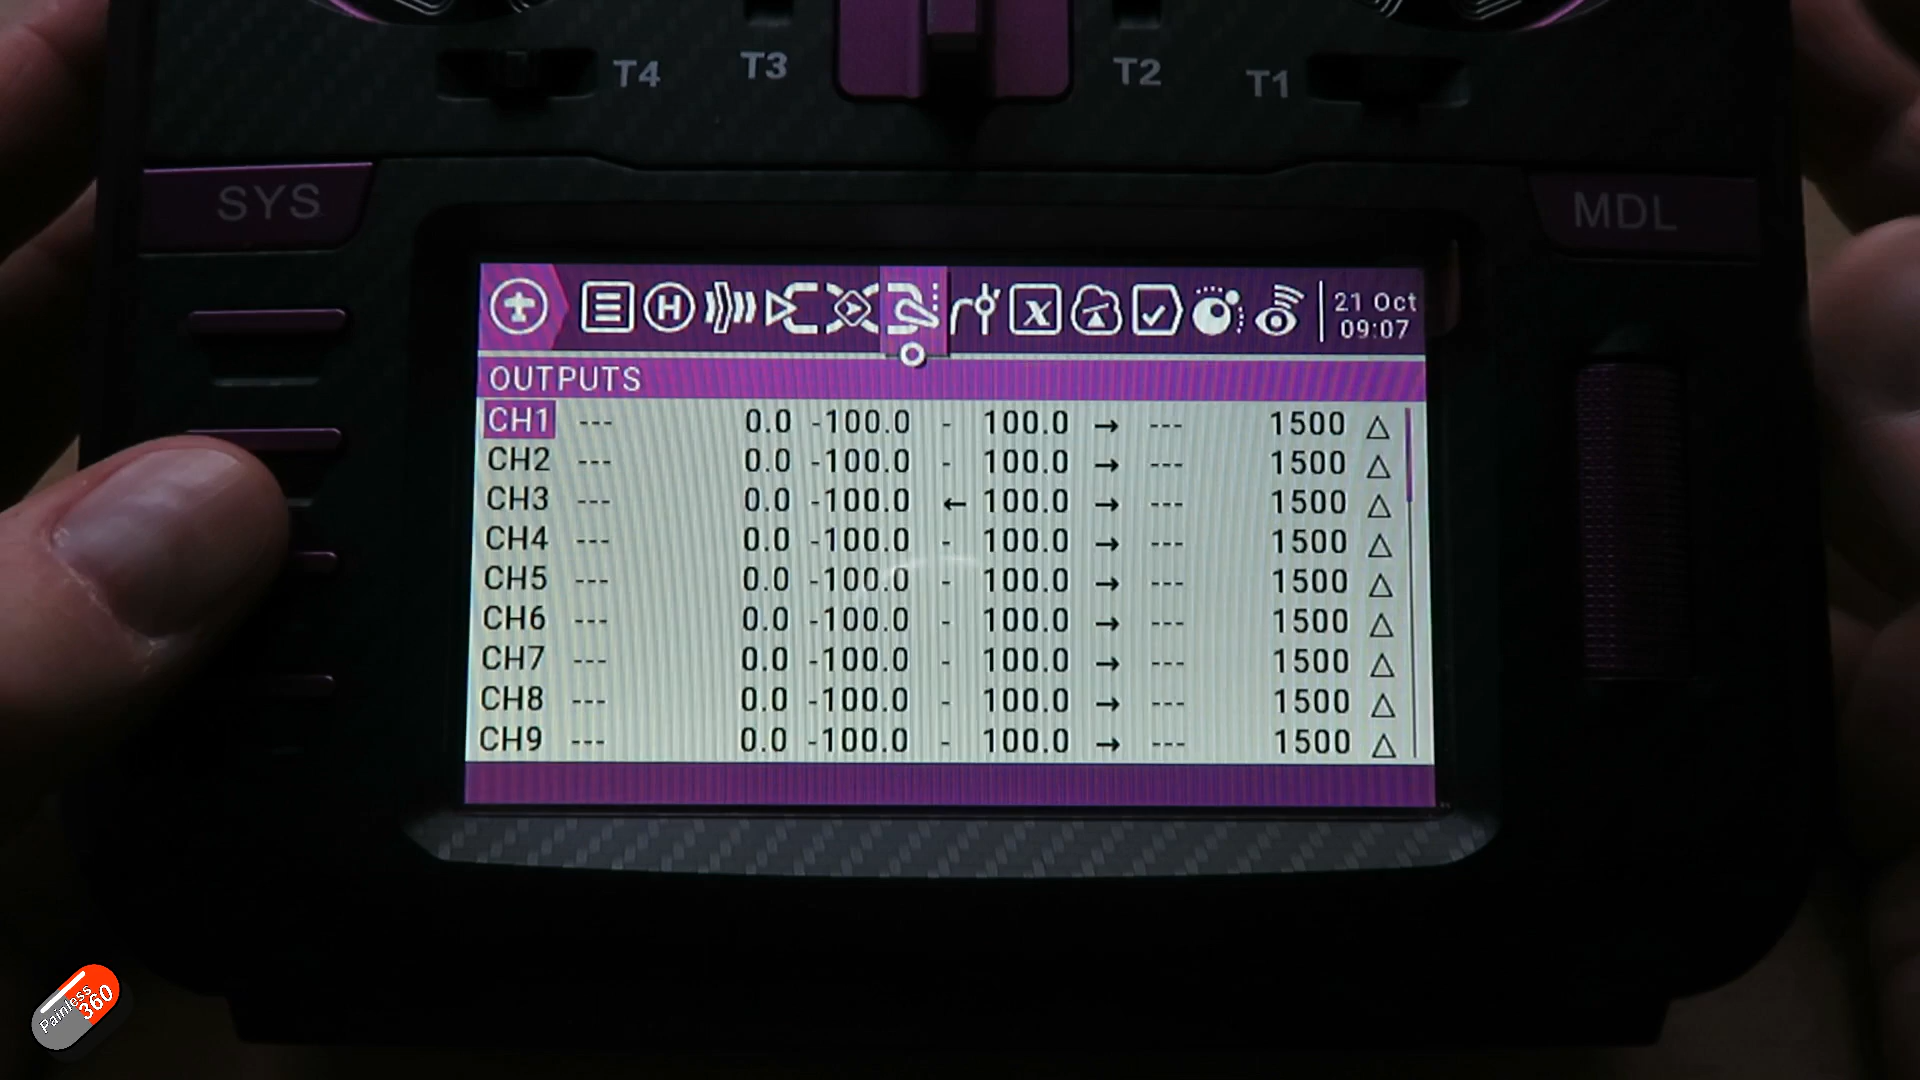 T4 T3 T2 T1
SYS MDL
21 Oct
09:07
OUTPUTS
CH1 --- 0.0 -100.0 - 100.0 → --- 1500 △
CH2 --- 0.0 -100.0 - 100.0 → --- 1500 △
CH3 --- 0.0 -100.0 ← 100.0 → --- 1500 △
CH4 --- 0.0 -100.0 - 100.0 → --- 1500 △
CH5 --- 0.0 -100.0 - 100.0 → --- 1500 △
CH6 --- 0.0 -100.0 - 100.0 → --- 1500 △
CH7 --- 0.0 -100.0 - 100.0 → --- 1500 △
CH8 --- 0.0 -100.0 - 100.0 → --- 1500 △
CH9 --- 0.0 -100.0 - 100.0 → --- 1500 △
Painless
360